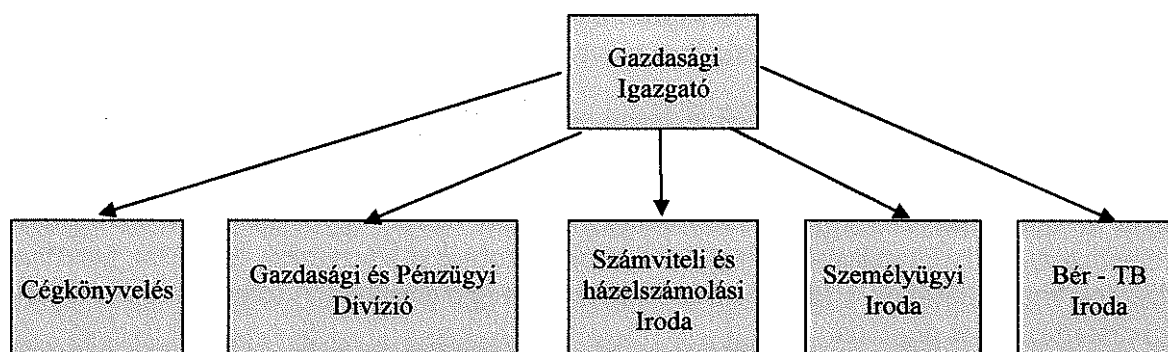 Gazdasági
Igazgató
Cégkönyvelés
Gazdasági és Pénzügyi
Divízió
Számviteli és
házelszámolási
Iroda
Személyügyi
Iroda
Bér - TB
Iroda